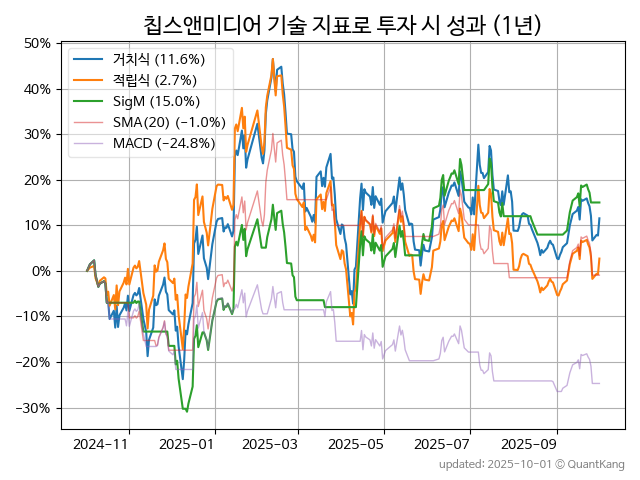 칩스앤미디어 기술 지표로 투자 시 성과 (1년)
50%
40%
30%
20%
10%
0%
−10%
−20%
−30%
거치식 (11.6%)
적립식 (2.7%)
SigM (15.0%)
SMA(20) (−1.0%)
MACD (−24.8%)
2024-11
2025-01
2025-03
2025-05
2025-07
2025-09
updated: 2025-10-01 © QuantKang